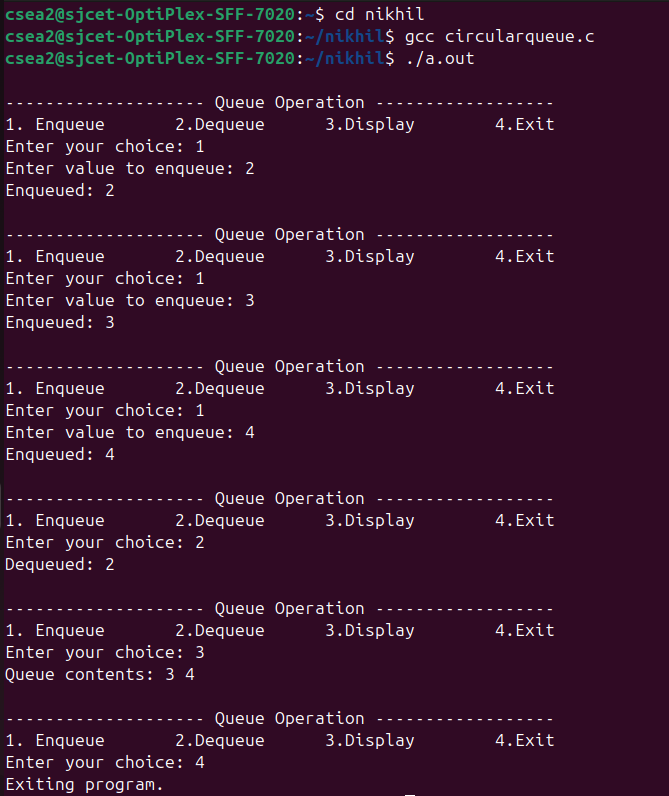 csea2@sjcet-OptiPlex-SFF-7020:~$ cd nikhil
csea2@sjcet-OptiPlex-SFF-7020:~/nikhil$ gcc circularqueue.c
csea2@sjcet-OptiPlex-SFF-7020:~/nikhil$ ./a.out
-------------------- Queue Operation ------------------
1. Enqueue       2.Dequeue      3.Display        4.Exit
Enter your choice: 1
Enter value to enqueue: 2
Enqueued: 2
-------------------- Queue Operation ------------------
1. Enqueue       2.Dequeue      3.Display        4.Exit
Enter your choice: 1
Enter value to enqueue: 3
Enqueued: 3
-------------------- Queue Operation ------------------
1. Enqueue       2.Dequeue      3.Display        4.Exit
Enter your choice: 1
Enter value to enqueue: 4
Enqueued: 4
-------------------- Queue Operation ------------------
1. Enqueue       2.Dequeue      3.Display        4.Exit
Enter your choice: 2
Dequeued: 2
-------------------- Queue Operation ------------------
1. Enqueue       2.Dequeue      3.Display        4.Exit
Enter your choice: 3
Queue contents: 3 4
-------------------- Queue Operation ------------------
1. Enqueue       2.Dequeue      3.Display        4.Exit
Enter your choice: 4
Exiting program.